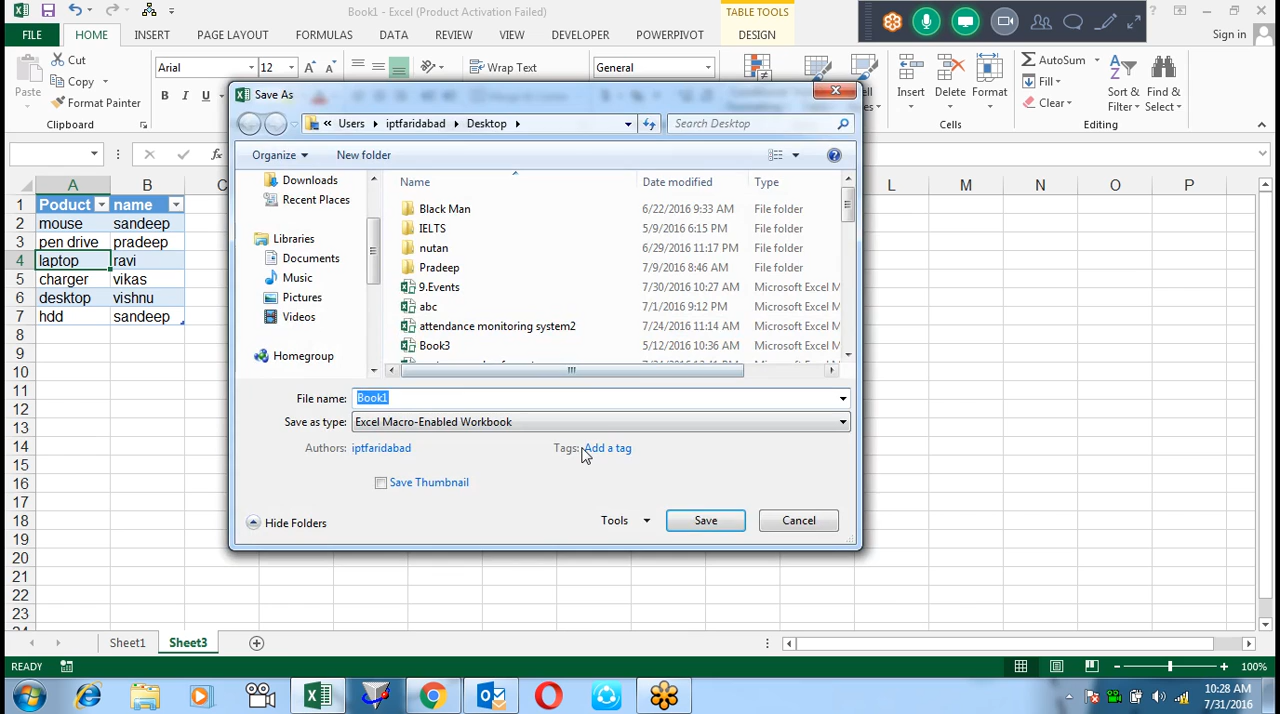 Book1 - Excel (Product Activation Failed)
TABLE TOOLS
FILE
HOME
PAGE LAYOUT
FORMULAS
DATA
REVIEW
VIEW
DEVELOPER
POWERPIVOT
DESIGN
Sign in
Paste
Cut
Copy
Format Painter
Clipboard
Arial
12
I
U
Wrap Text
General
Insert
Delete
Format
Cells
AutoSum
Fill
Clear
Sort &
Filter
Find &
Select
Editing
Save As
« Users
iptfaridabad
Desktop
Search Desktop
Organize
New folder
Downloads
Recent Places
Libraries
Documents
Music
Pictures
Videos
Homegroup
Name Date modified Type
Black Man 6/22/2016 9:33 AM File folder
IELTS 5/9/2016 6:15 PM File folder
nutan 6/29/2016 11:17 PM File folder
Pradeep 7/9/2016 8:46 AM File folder
9.Events 7/30/2016 10:27 AM Microsoft Excel M
abc 7/1/2016 9:12 PM Microsoft Excel M
attendance monitoring system2 7/24/2016 11:14 AM Microsoft Excel M
Book3 5/12/2016 6:39 AM Microsoft Excel M
File name: Book1
Save as type: Excel Macro-Enabled Workbook
Authors: iptfaridabad
Tags: Add a tag
Save Thumbnail
Hide Folders
Tools
Save
Cancel
A B C L M N O P
1 Poduct name
2 mouse sandeep
3 pen drive pradeep
4 laptop ravi
5 charger vikas
6 desktop vishnu
7 hdd sandeep
8
9
10
11
12
13
14
15
16
17
18
19
20
21
22
23
Sheet1
Sheet3
READY
100%
10:28 AM
7/31/2016